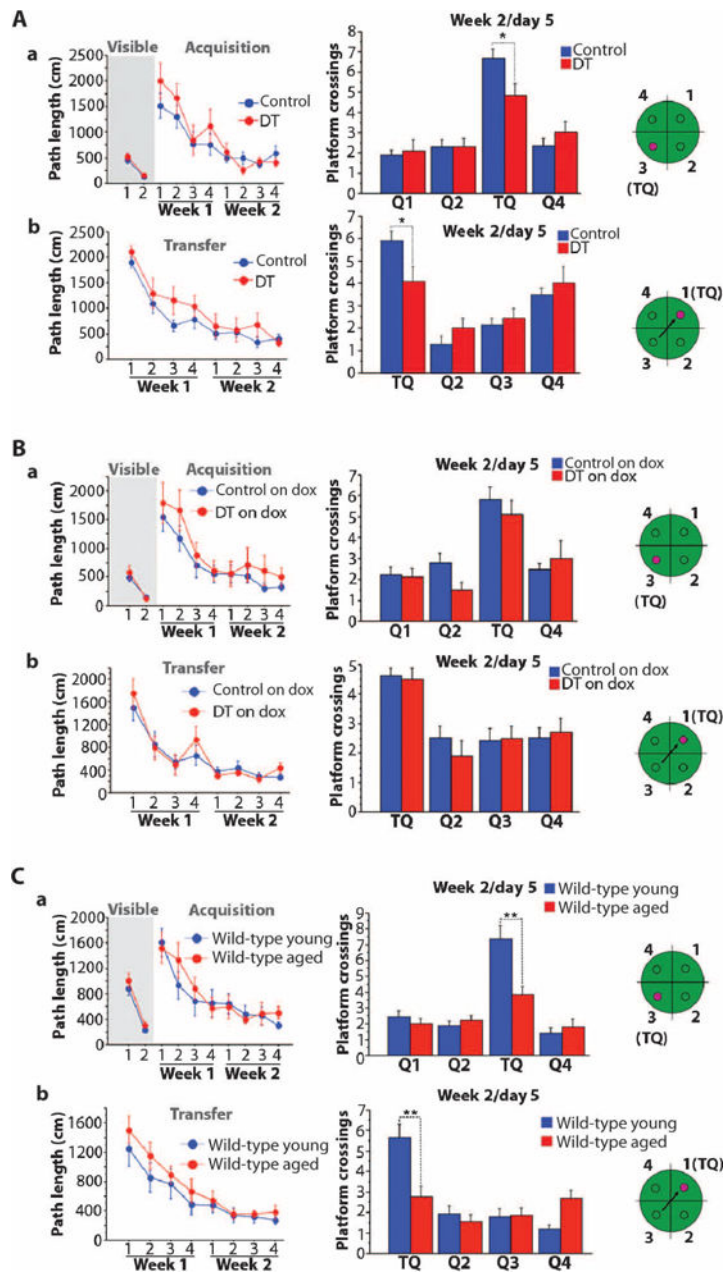 A
a
Visible
Acquisition
Path length (cm)
2000
1500
1000
500
0
Control
DT
1 2 1 2 3 4 1 2 3 4
Week 1 Week 2
Week 2/day 5
Platform crossings
7
6
5
4
3
2
1
0
*
Control
DT
Q1 Q2 TQ Q4
4 1
3 2
(TQ)
b
Transfer
Path length (cm)
2500
2000
1500
1000
500
0
Control
DT
1 2 3 4 1 2 3 4
Week 1 Week 2
Week 2/day 5
Platform crossings
7
6
5
4
3
2
1
0
*
Control
DT
TQ Q2 Q3 Q4
4 1(TQ)
3 2
B
a
Visible
Acquisition
Path length (cm)
2000
1500
1000
500
0
Control on dox
DT on dox
1 2 1 2 3 4 1 2 3 4
Week 1 Week 2
Week 2/day 5
Platform crossings
7
6
5
4
3
2
1
Control on dox
DT on dox
Q1 Q2 TQ Q4
4 1
3 2
(TQ)
b
Transfer
Path length (cm)
2000
1600
1200
800
400
0
Control on dox
DT on dox
1 2 3 4 1 2 3 4
Week 1 Week 2
Week 2/day 5
Platform crossings
5
4
3
2
1
0
Control on dox
DT on dox
TQ Q2 Q3 Q4
4 1(TQ)
3 2
C
a
Visible
Acquisition
Path length (cm)
2000
1600
1200
800
400
0
Wild-type young
Wild-type aged
1 2 1 2 3 4 1 2 3 4
Week 1 Week 2
Week 2/day 5
Platform crossings
9
8
7
6
5
4
3
2
1
0
**
Wild-type young
Wild-type aged
Q1 Q2 TQ Q4
4 1
3 2
(TQ)
b
Transfer
Path length (cm)
1600
1200
800
400
0
Wild-type young
Wild-type aged
1 2 3 4 1 2 3 4
Week 1 Week 2
Week 2/day 5
Platform crossings
7
6
5
4
3
2
1
0
**
Wild-type young
Wild-type aged
TQ Q2 Q3 Q4
4 1(TQ)
3 2